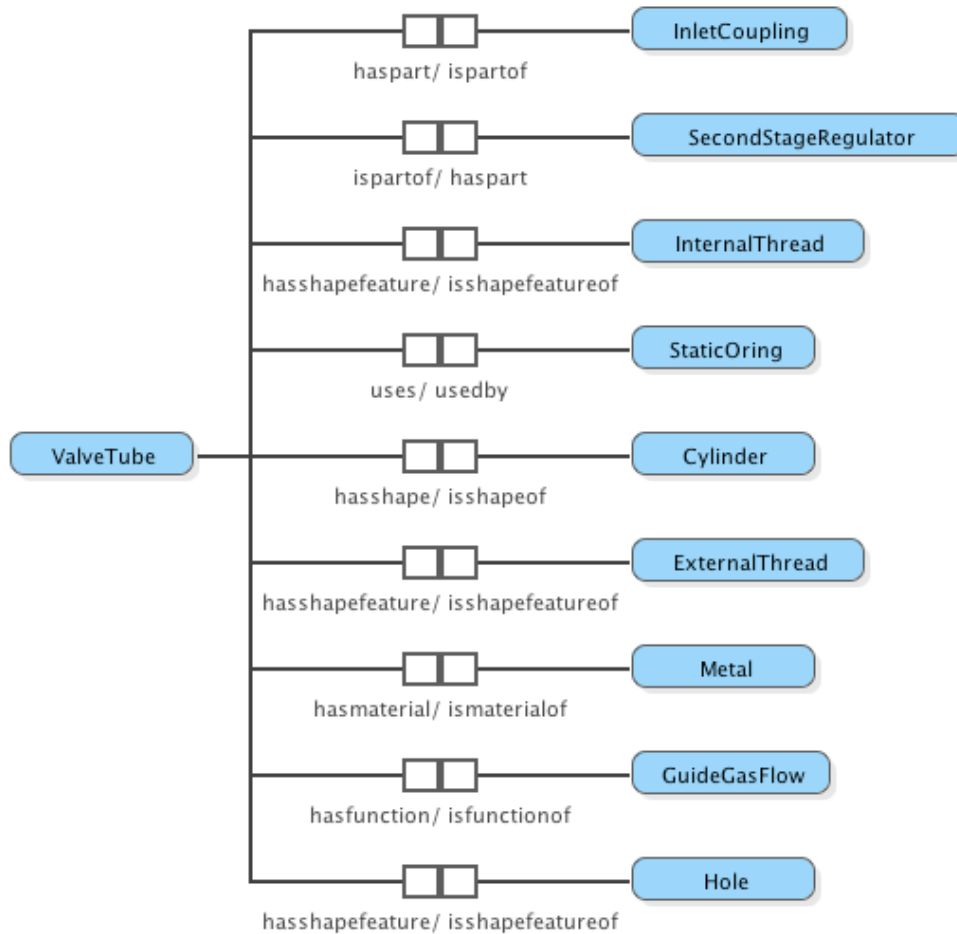 InletCoupling
haspart/ ispartof
SecondStageRegulator
ispartof/ haspart
InternalThread
hasshapefeature/ isshapefeatureof
StaticOring
uses/ usedby
ValveTube
Cylinder
hasshape/ isshapeof
ExternalThread
hasshapefeature/ isshapefeatureof
Metal
hasmaterial/ ismaterialof
GuideGasFlow
hasfunction/ isfunctionof
Hole
hasshapefeature/ isshapefeatureof